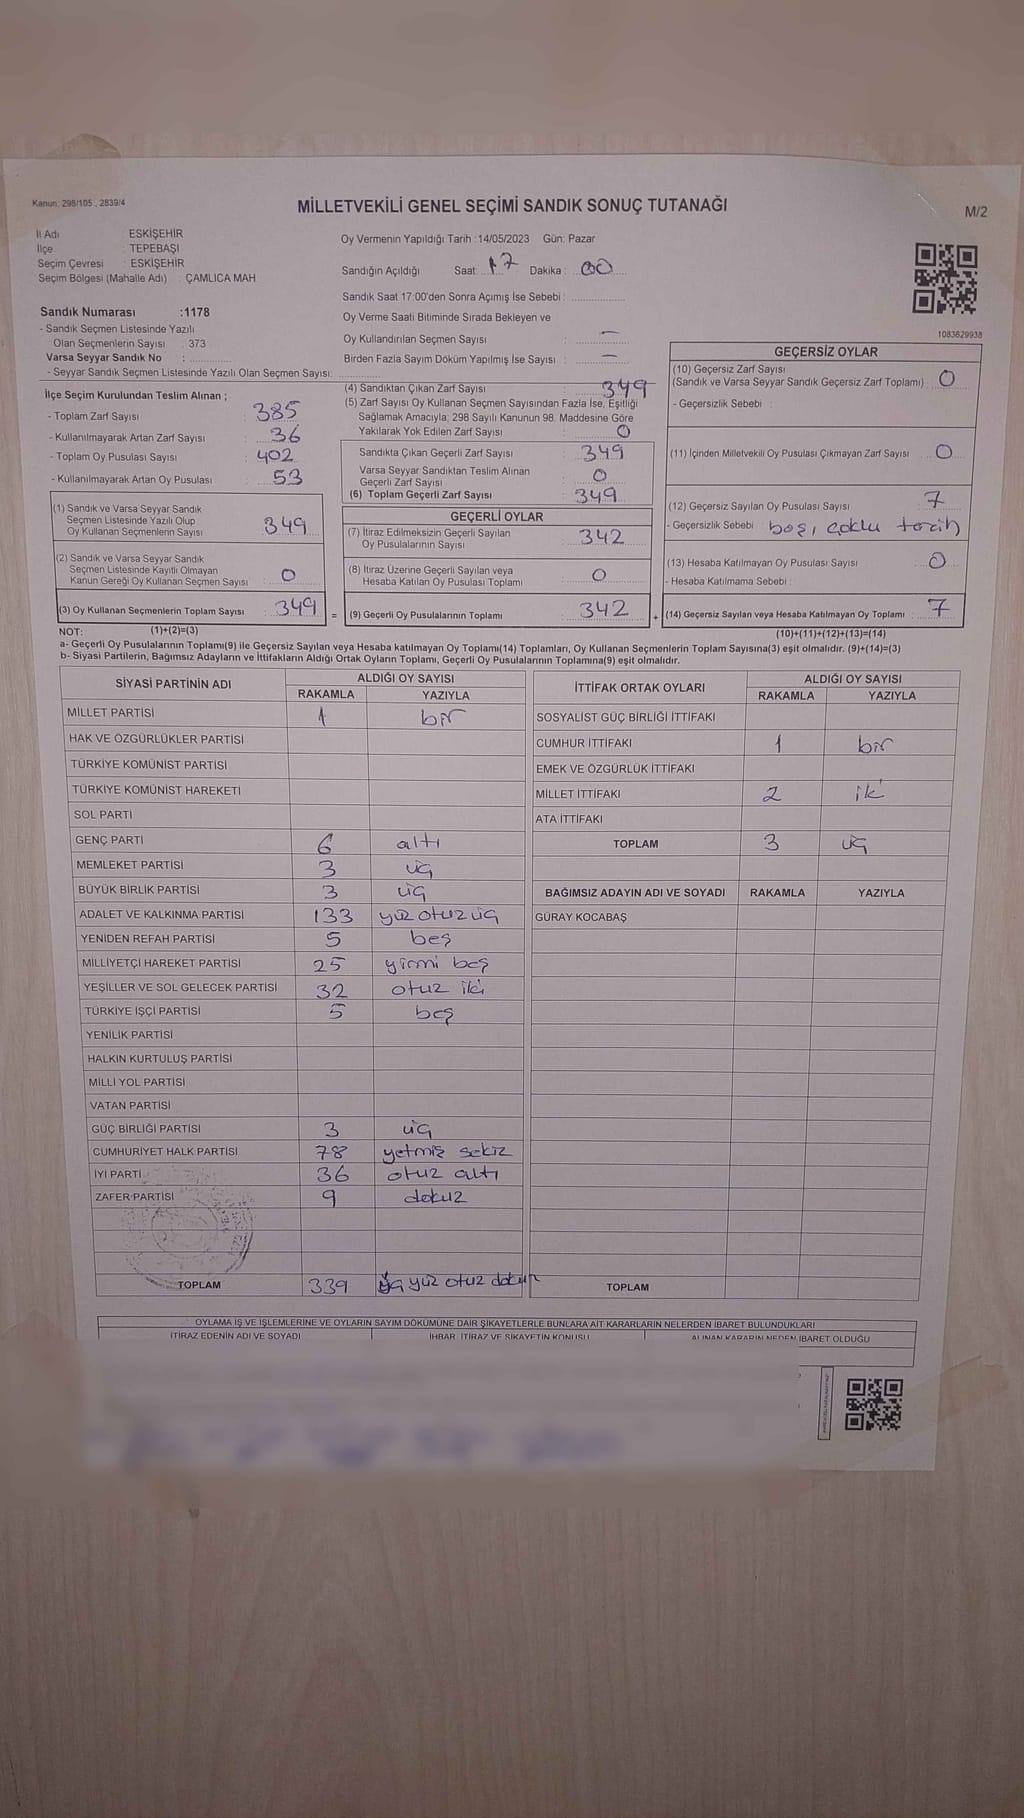 Kanun: 298/105 , 2839/4
MİLLETVEKİLİ GENEL SEÇİMİ SANDIK SONUÇ TUTANAĞI
M/2
İl Adı ESKİŞEHİR
İlçe : TEPEBAŞI
Seçim Çevresi : ESKİŞEHİR
Seçim Bölgesi (Mahalle Adı) : ÇAMLICA MAH
Sandık Numarası :1178
- Sandık Seçmen Listesinde Yazılı
Olan Seçmenlerin Sayısı : 373
Varsa Seyyar Sandık No : ..............
- Seyyar Sandık Seçmen Listesinde Yazılı Olan Seçmen Sayısı:
Oy Vermenin Yapıldığı Tarih :14/05/2023 Gün: Pazar
Sandığın Açıldığı Saat: 17 Dakika : 00
Sandık Saat 17:00'den Sonra Açımış İse Sebebi : ..................
Oy Verme Saati Bitiminde Sırada Bekleyen ve
Oy Kullandırılan Seçmen Sayısı : —
Birden Fazla Sayım Döküm Yapılmış İse Sayısı : —
1083629938
İlçe Seçim Kurulundan Teslim Alınan ;
- Toplam Zarf Sayısı : 385
- Kullanılmayarak Artan Zarf Sayısı : 36
- Toplam Oy Pusulası Sayısı : 402
- Kullanılmayarak Artan Oy Pusulası : 53
(1) Sandık ve Varsa Seyyar Sandık
Seçmen Listesinde Yazılı Olup
Oy Kullanan Seçmenlerin Sayısı : 349
(2) Sandık ve Varsa Seyyar Sandık
Seçmen Listesinde Kayıtlı Olmayan
Kanun Gereği Oy Kullanan Seçmen Sayısı : 0
(3) Oy Kullanan Seçmenlerin Toplam Sayısı : 349
(4) Sandıktan Çıkan Zarf Sayısı : 349
(5) Zarf Sayısı Oy Kullanan Seçmen Sayısından Fazla İse, Eşitliği
Sağlamak Amacıyla; 298 Sayılı Kanunun 98. Maddesine Göre
Yakılarak Yok Edilen Zarf Sayısı : 0
Sandıkta Çıkan Geçerli Zarf Sayısı : 349
Varsa Seyyar Sandıktan Teslim Alınan
Geçerli Zarf Sayısı : 0
(6) Toplam Geçerli Zarf Sayısı : 349
GEÇERLİ OYLAR
(7) İtiraz Edilmeksizin Geçerli Sayılan
Oy Pusulalarının Sayısı : 342
(8) İtiraz Üzerine Geçerli Sayılan veya
Hesaba Katılan Oy Pusulası Toplamı : 0
= (9) Geçerli Oy Pusulalarının Toplamı : 342
GEÇERSİZ OYLAR
(10) Geçersiz Zarf Sayısı
(Sandık ve Varsa Seyyar Sandık Geçersiz Zarf Toplamı) 0
- Geçersizlik Sebebi :
(11) İçinden Milletvekili Oy Pusulası Çıkmayan Zarf Sayısı 0
(12) Geçersiz Sayılan Oy Pusulası Sayısı 7
- Geçersizlik Sebebi boş, çoklu tercih
(13) Hesaba Katılmayan Oy Pusulası Sayısı : 0
- Hesaba Katılmama Sebebi :
+ (14) Geçersiz Sayılan veya Hesaba Katılmayan Oy Toplamı : 7
NOT: (1)+(2)=(3) (10)+(11)+(12)+(13)=(14)
a- Geçerli Oy Pusulalarının Toplamı(9) ile Geçersiz Sayılan veya Hesaba katılmayan Oy Toplamı(14) Toplamları, Oy Kullanan Seçmenlerin Toplam Sayısına(3) eşit olmalıdır. (9)+(14)=(3)
b- Siyasi Partilerin, Bağımsız Adayların ve İttifakların Aldığı Ortak Oyların Toplamı, Geçerli Oy Pusulalarının Toplamına(9) eşit olmalıdır.
SİYASİ PARTİNİN ADI ALDIĞI OY SAYISI
RAKAMLA YAZIYLA
MİLLET PARTİSİ 1 bir
HAK VE ÖZGÜRLÜKLER PARTİSİ
TÜRKİYE KOMÜNİST PARTİSİ
TÜRKİYE KOMÜNİST HAREKETİ
SOL PARTİ
GENÇ PARTİ 6 altı
MEMLEKET PARTİSİ 3 üç
BÜYÜK BİRLİK PARTİSİ 3 üç
ADALET VE KALKINMA PARTİSİ 133 yüz otuz üç
YENİDEN REFAH PARTİSİ 5 beş
MİLLİYETÇİ HAREKET PARTİSİ 25 yirmi beş
YEŞİLLER VE SOL GELECEK PARTİSİ 32 otuz iki
TÜRKİYE İŞÇİ PARTİSİ 5 beş
YENİLİK PARTİSİ
HALKIN KURTULUŞ PARTİSİ
MİLLİ YOL PARTİSİ
VATAN PARTİSİ
GÜÇ BİRLİĞİ PARTİSİ 3 üç
CUMHURİYET HALK PARTİSİ 78 yetmiş sekiz
İYİ PARTİ 36 otuz altı
ZAFER PARTİSİ 9 dokuz
TOPLAM 339 üç yüz otuz dokuz
İTTİFAK ORTAK OYLARI ALDIĞI OY SAYISI
RAKAMLA YAZIYLA
SOSYALİST GÜÇ BİRLİĞİ İTTİFAKI
CUMHUR İTTİFAKI 1 bir
EMEK VE ÖZGÜRLÜK İTTİFAKI
MİLLET İTTİFAKI 2 iki
ATA İTTİFAKI
TOPLAM 3 üç
BAĞIMSIZ ADAYIN ADI VE SOYADI RAKAMLA YAZIYLA
GÜRAY KOCABAŞ
TOPLAM
OYLAMA İŞ VE İŞLEMLERİNE VE OYLARIN SAYIM DÖKÜMÜNE DAİR ŞİKAYETLERLE BUNLARA AİT KARARLARIN NELERDEN İBARET BULUNDUKLARI
İTİRAZ EDENİN ADI VE SOYADI İHBAR, İTİRAZ VE ŞİKAYETİN KONUSU ALINAN KARARIN NEDEN İBARET OLDUĞU